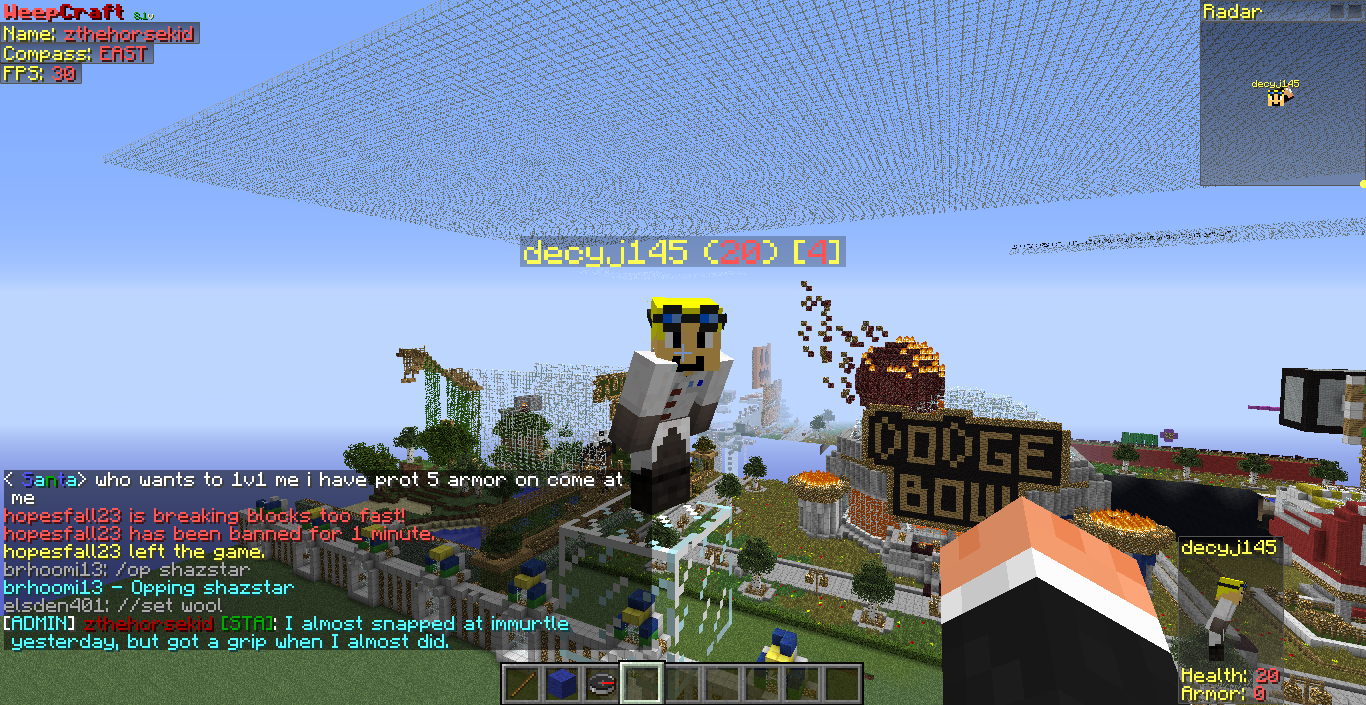 WeepCraft
Name: zthehorsekid
Compass: EAST
FPS: 30
Radar
decyj145
decyj145 (20) [4]
DODGE
BOWL
< Santa> who wants to 1v1 me i have prot 5 armor on come at
me
hopesfall23 is breaking blocks too fast!
hopesfall23 has been banned for 1 minute.
hopesfall23 left the game.
brhoomi13: /op shazstar
brhoomi13 - Opping shazstar
elsden401: //set wool
[ADMIN] zthehorsekid [STA]: I almost snapped at immurtle
yesterday, but got a grip when I almost did.
decyj145
Health: 20
Armor: 0